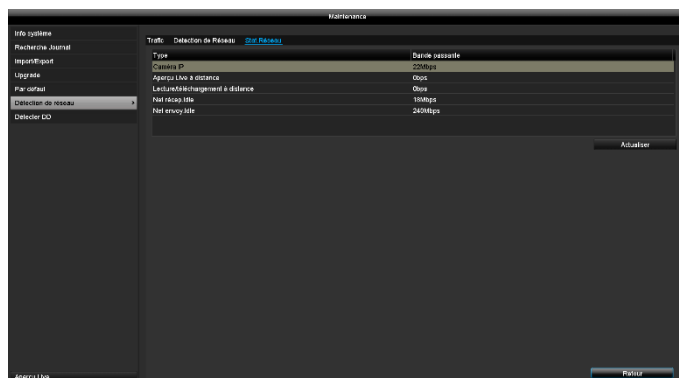 Maintenance
Info système
Recherche Journal
Import/Export
Upgrade
Par défaut
Détection de réseau
Détecter DD
Trafic Détection de Réseau Stat Réseau
Type Bande passante
Caméra IP 22Mbps
Aperçu Live à distance 0bps
Lecture/téléchargement à distance 0bps
Net récep.Idle 18Mbps
Net envoy.Idle 240Mbps
Actualiser
Aperçu Live
Retour